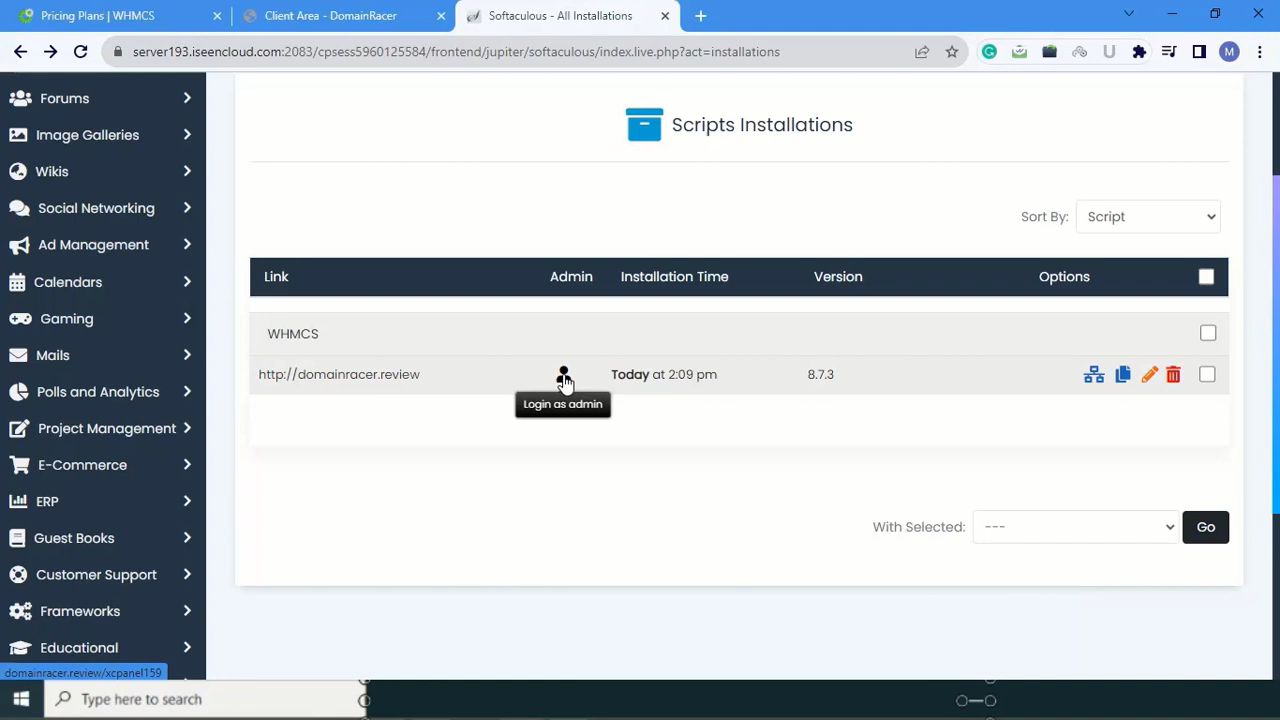 Pricing Plans | WHMCS
Client Area - DomainRacer
Softaculous - All Installations
server193.iseencloud.com:2083/cpsess5960125584/frontend/jupiter/softaculous/index.live.php?act=installations
M
Forums
Image Galleries
Wikis
Social Networking
Ad Management
Calendars
Gaming
Mails
Polls and Analytics
Project Management
E-Commerce
ERP
Guest Books
Customer Support
Frameworks
Educational
Scripts Installations
Sort By: Script
Link Admin Installation Time Version Options
WHMCS
http://domainracer.review Today at 2:09 pm 8.7.3
Login as admin
With Selected: --- Go
domainracer.review/xcpanel159
Type here to search